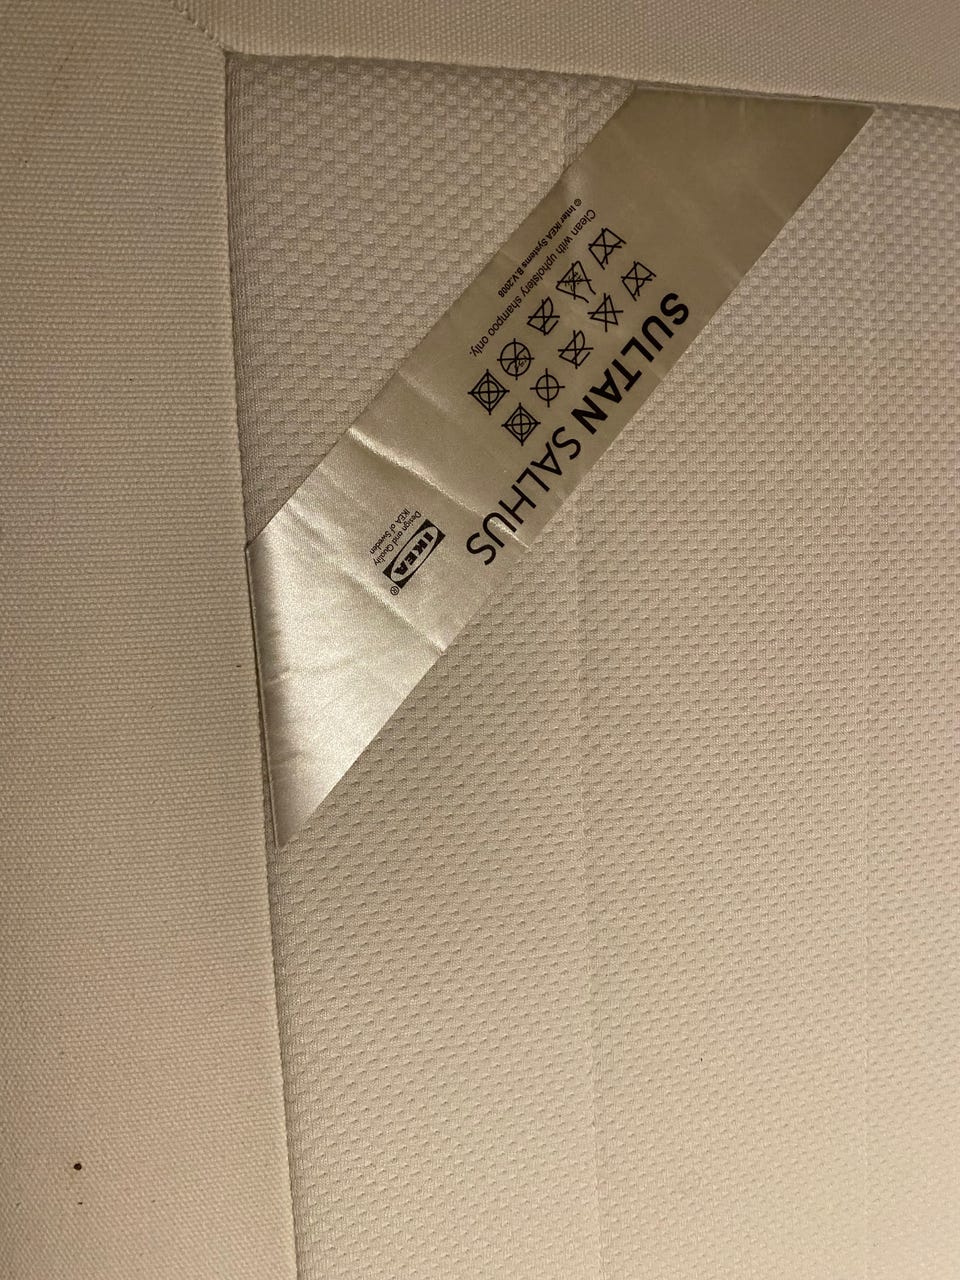 SULTAN SALHUS
Clean with upholstery shampoo only.
© Inter IKEA Systems B.V.2008
IKEA®
Design and Quality
IKEA of Sweden